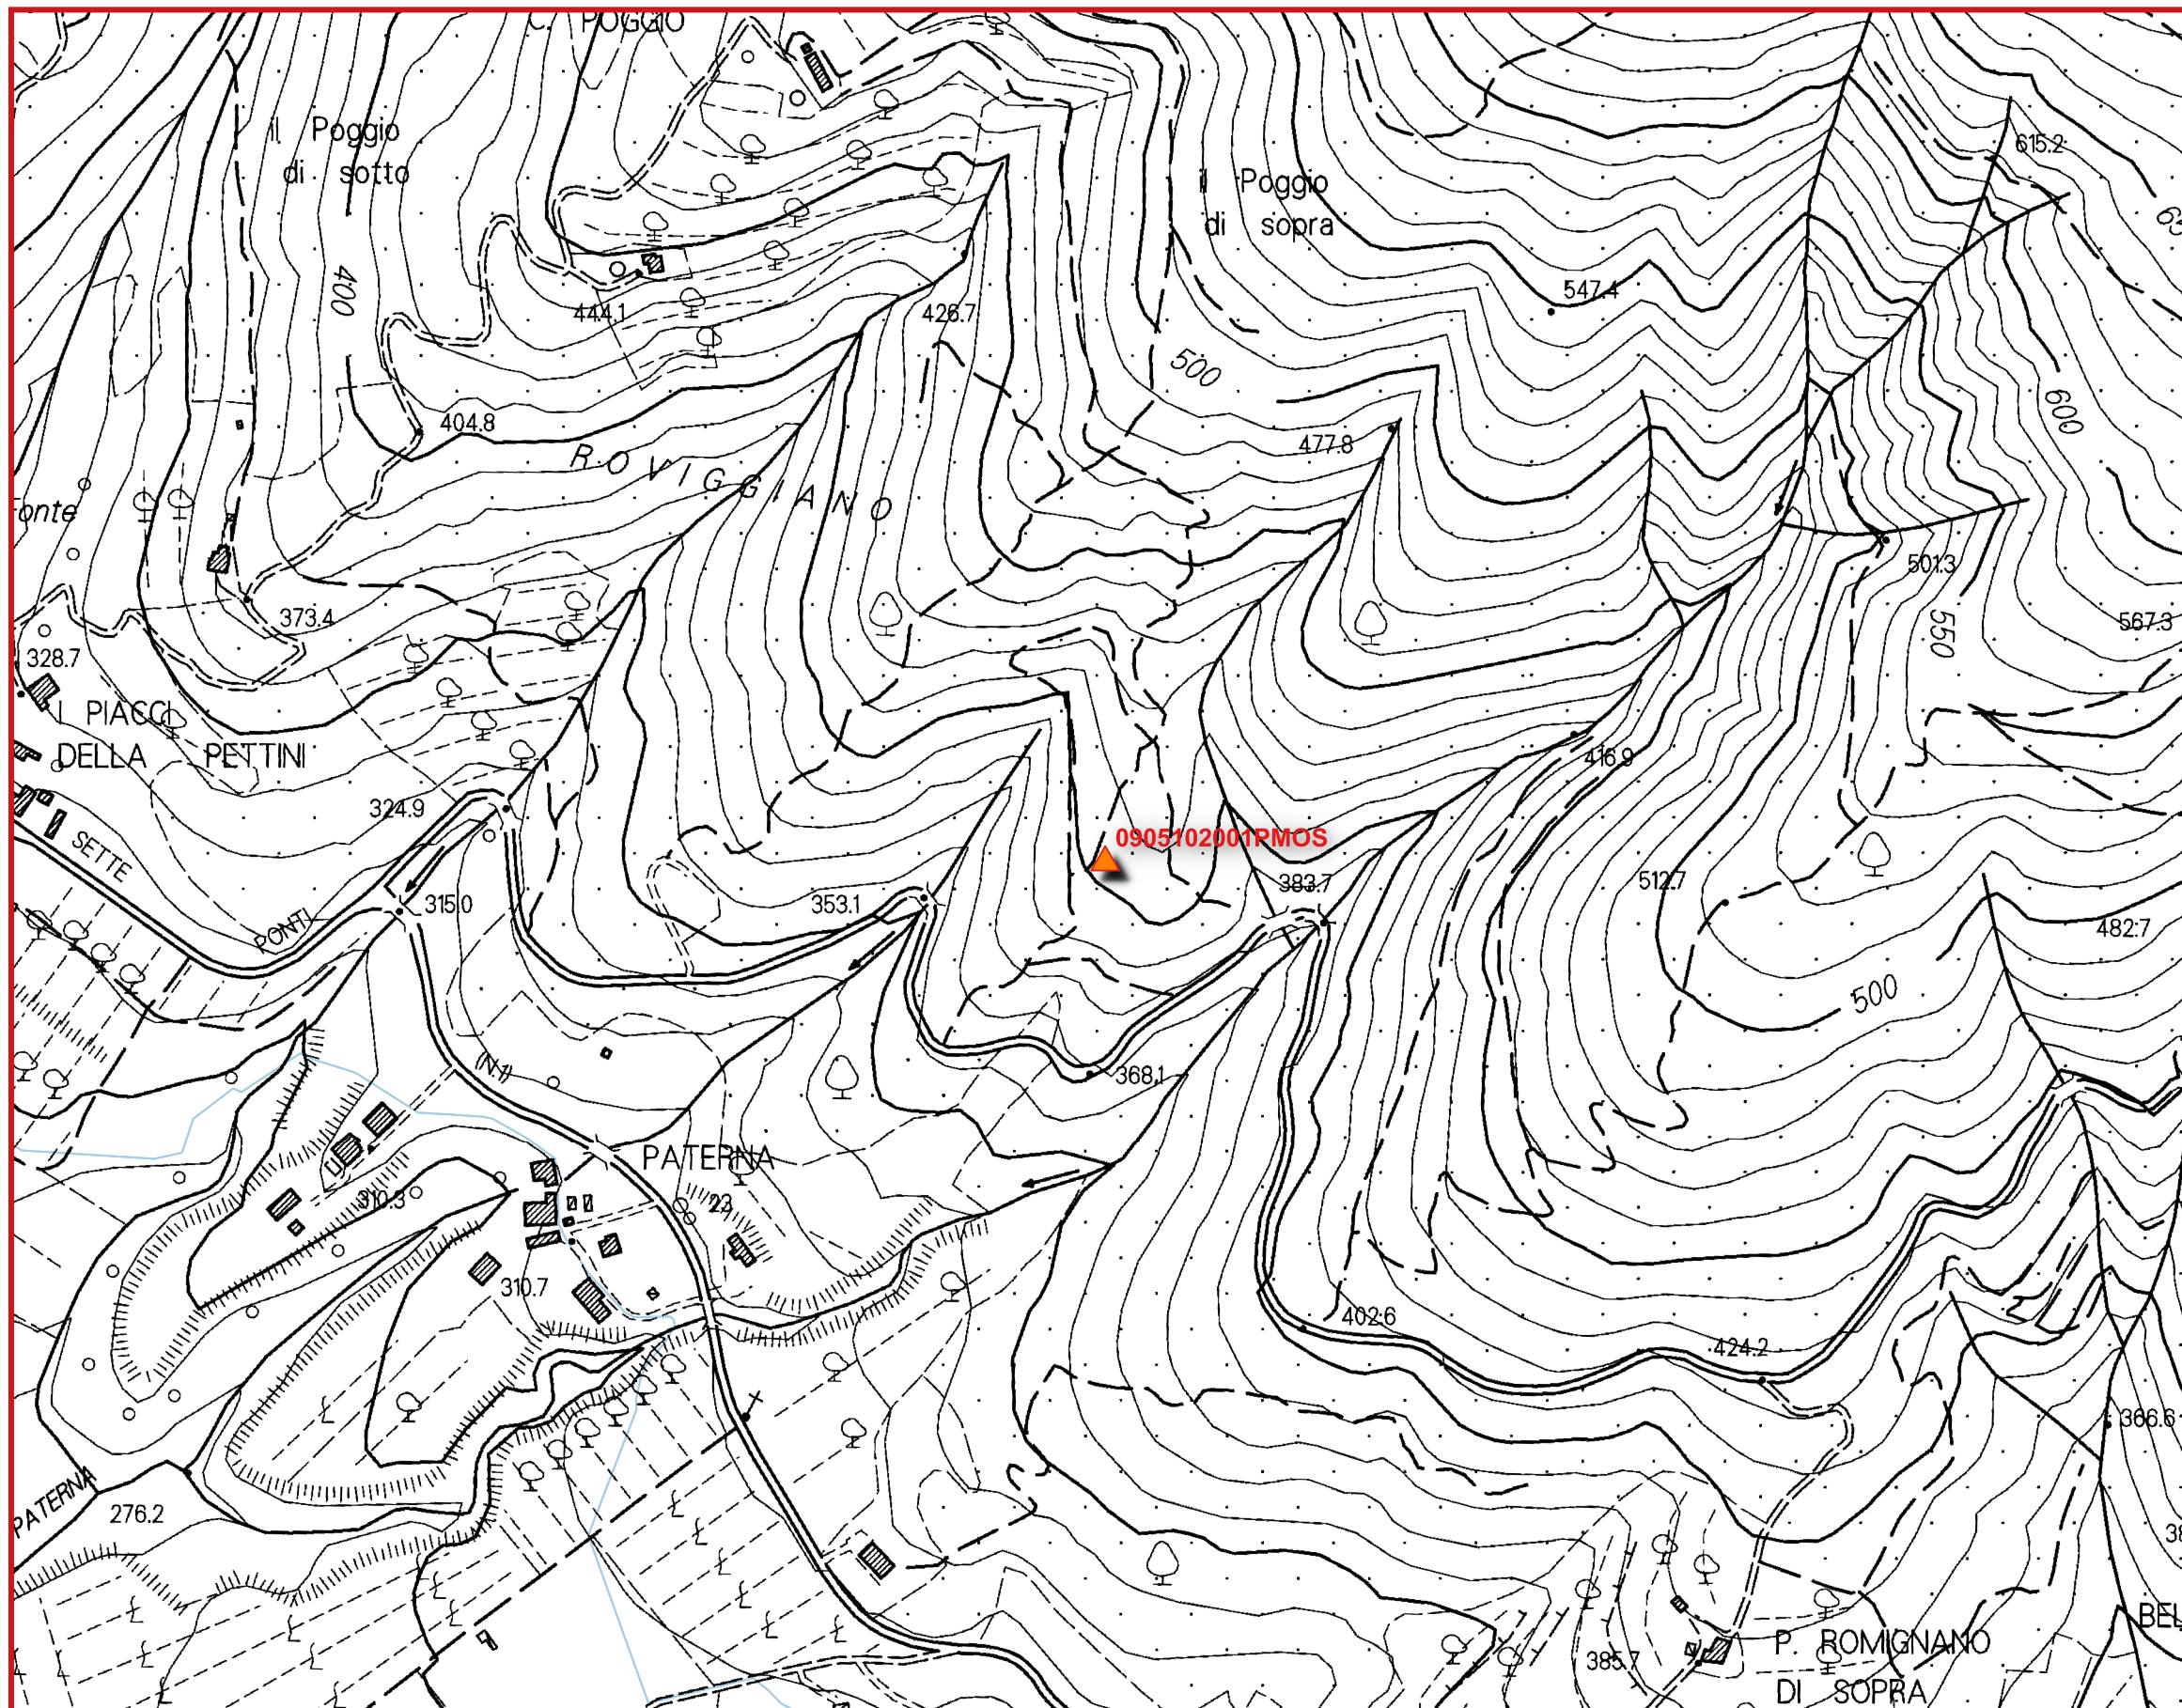 C. POGGIO
il Poggio
di sotto
615.2
il Poggio
di sopra
400
444.1
426.7
547.4
500
600
404.8
477.8
ROVIGGIANO
Fonte
501.3
373.4
550
567.3
328.7
I PIACCI
DELLA PETTINI
416.9
324.9
0905102001PMOS
SETTE
383.7
512.7
353.1
315.0
PONTI
482.7
500
(N.1)
368.1
PATERNA
310.3
23
310.7
402.6
424.2
366.6
PATERNA
276.2
38
BEL
P. ROMIGNANO
385.7
DI SOPRA